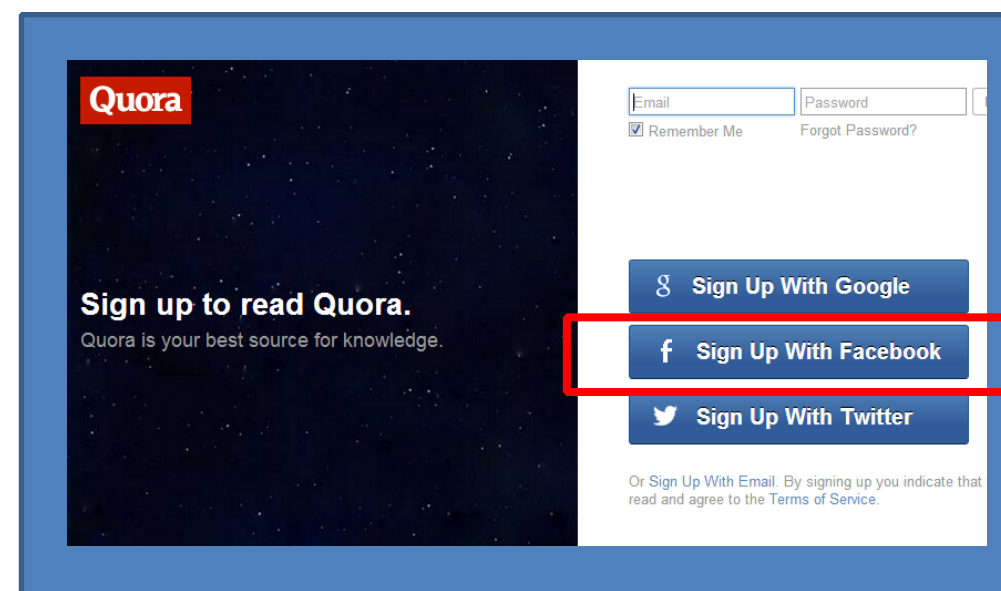 Quora
Email
Password
Remember Me
Forgot Password?
Sign up to read Quora.
Quora is your best source for knowledge.
g Sign Up With Google
f Sign Up With Facebook
Sign Up With Twitter
Or Sign Up With Email. By signing up you indicate that
read and agree to the Terms of Service.